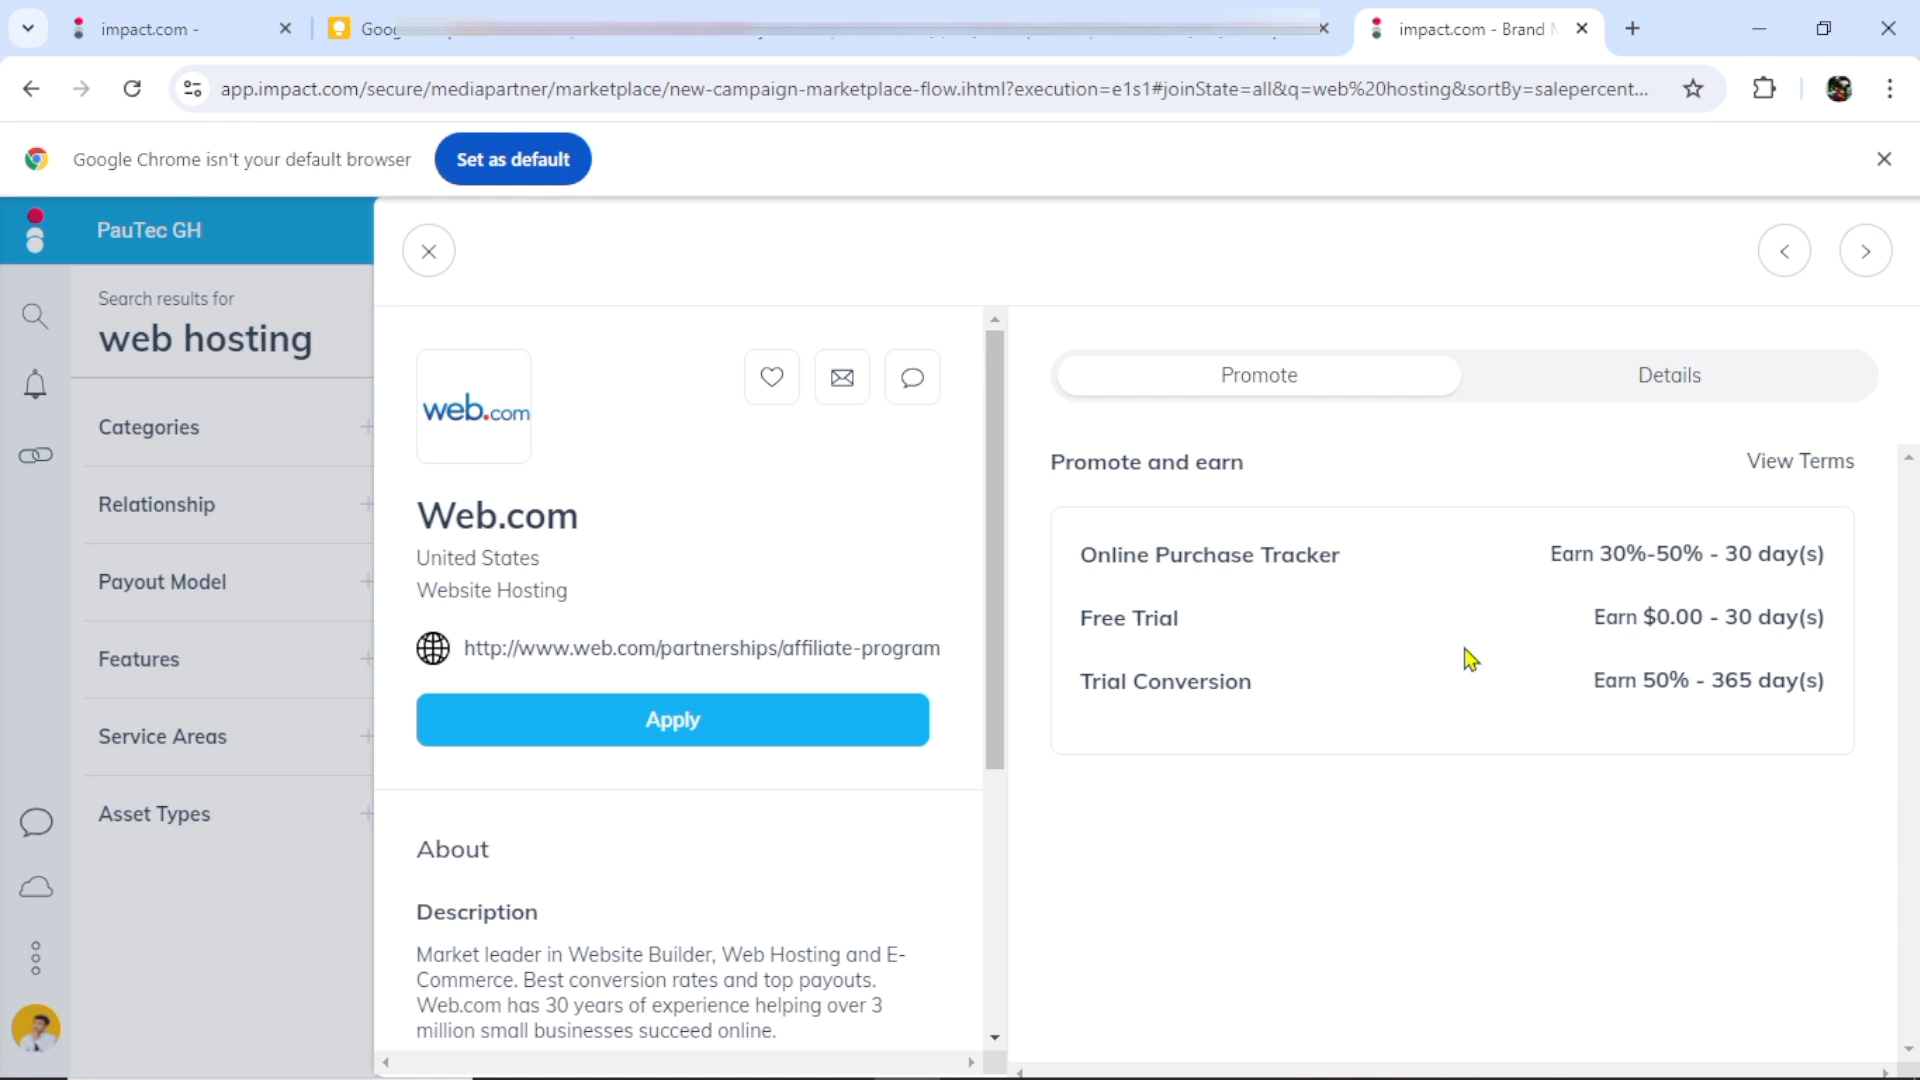 impact.com -
Goog
impact.com - Brand M
app.impact.com/secure/mediapartner/marketplace/new-campaign-marketplace-flow.ihtml?execution=e1s1#joinState=all&q=web%20hosting&sortBy=salepercent...
Google Chrome isn't your default browser
Set as default
PauTec GH
Search results for
web hosting
Categories
Relationship
Payout Model
Features
Service Areas
Asset Types
web.com
Web.com
United States
Website Hosting
http://www.web.com/partnerships/affiliate-program
Apply
About
Description
Market leader in Website Builder, Web Hosting and E-
Commerce. Best conversion rates and top payouts.
Web.com has 30 years of experience helping over 3
million small businesses succeed online.
Promote
Details
Promote and earn
View Terms
Online Purchase Tracker
Earn 30%-50% - 30 day(s)
Free Trial
Earn $0.00 - 30 day(s)
Trial Conversion
Earn 50% - 365 day(s)